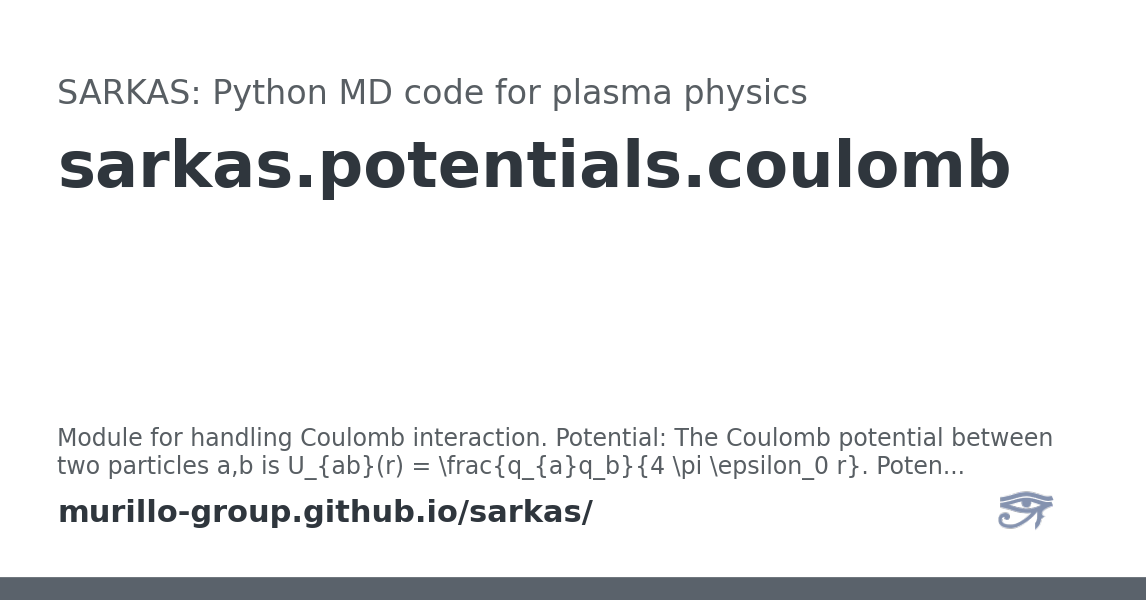 SARKAS: Python MD code for plasma physics
sarkas.potentials.coulomb
Module for handling Coulomb interaction. Potential: The Coulomb potential between
two particles a,b is U_{ab}(r) = \frac{q_{a}q_b}{4 \pi \epsilon_0 r}. Poten...
murillo-group.github.io/sarkas/